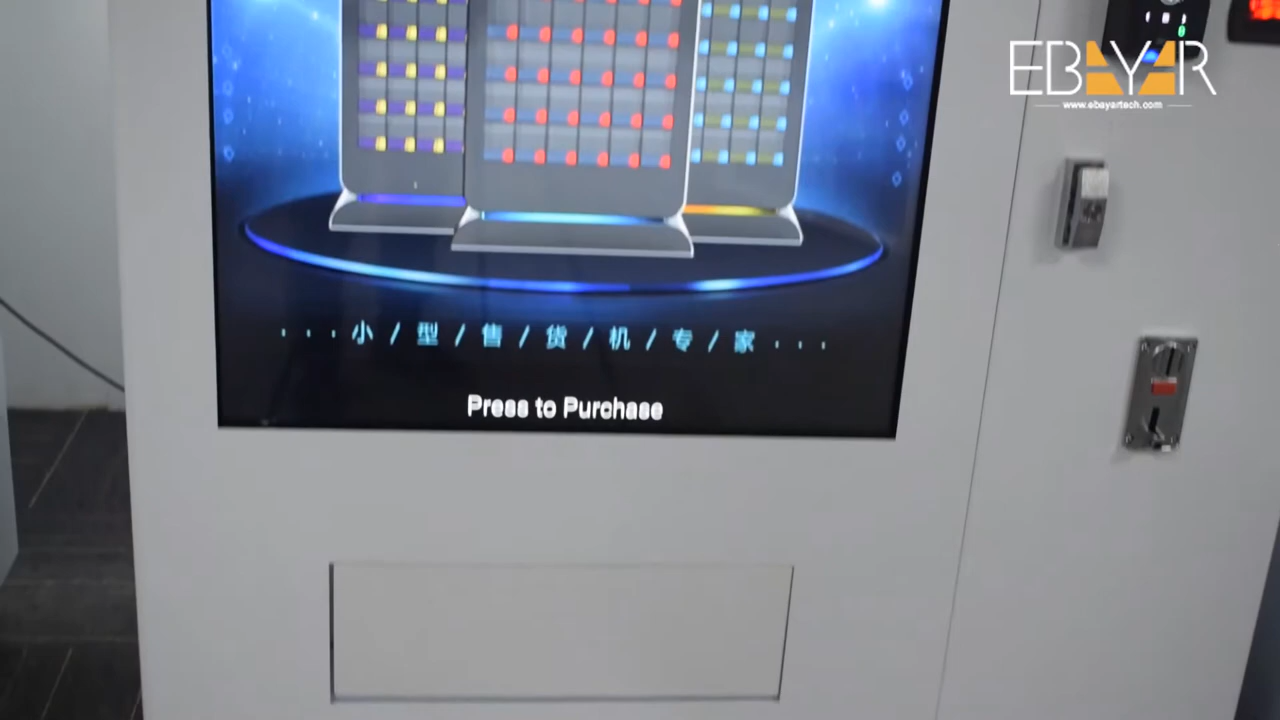 EBAYAR
www.ebayartech.com
···小/型/售/货/机/专/家···
Press to Purchase